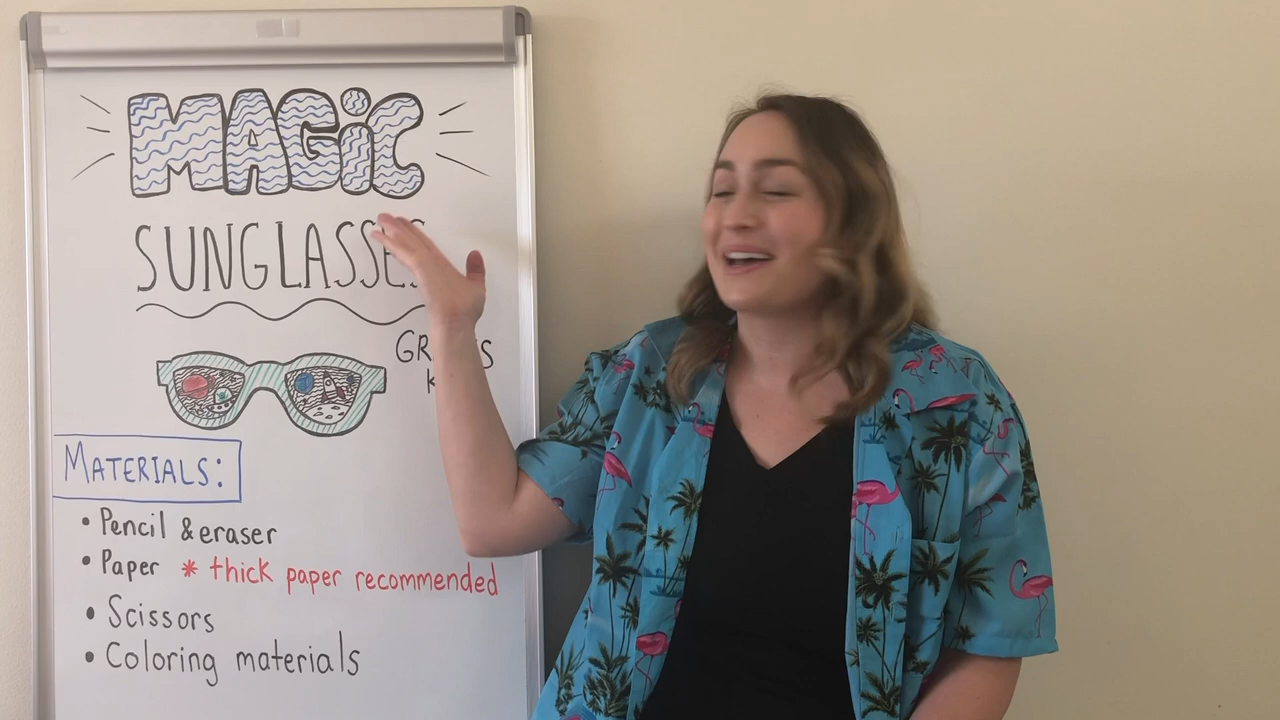 MAGiC
SUNGLASSES
MATERIALS:
• Pencil & eraser
• Paper * thick paper recommended
• Scissors
• Coloring materials